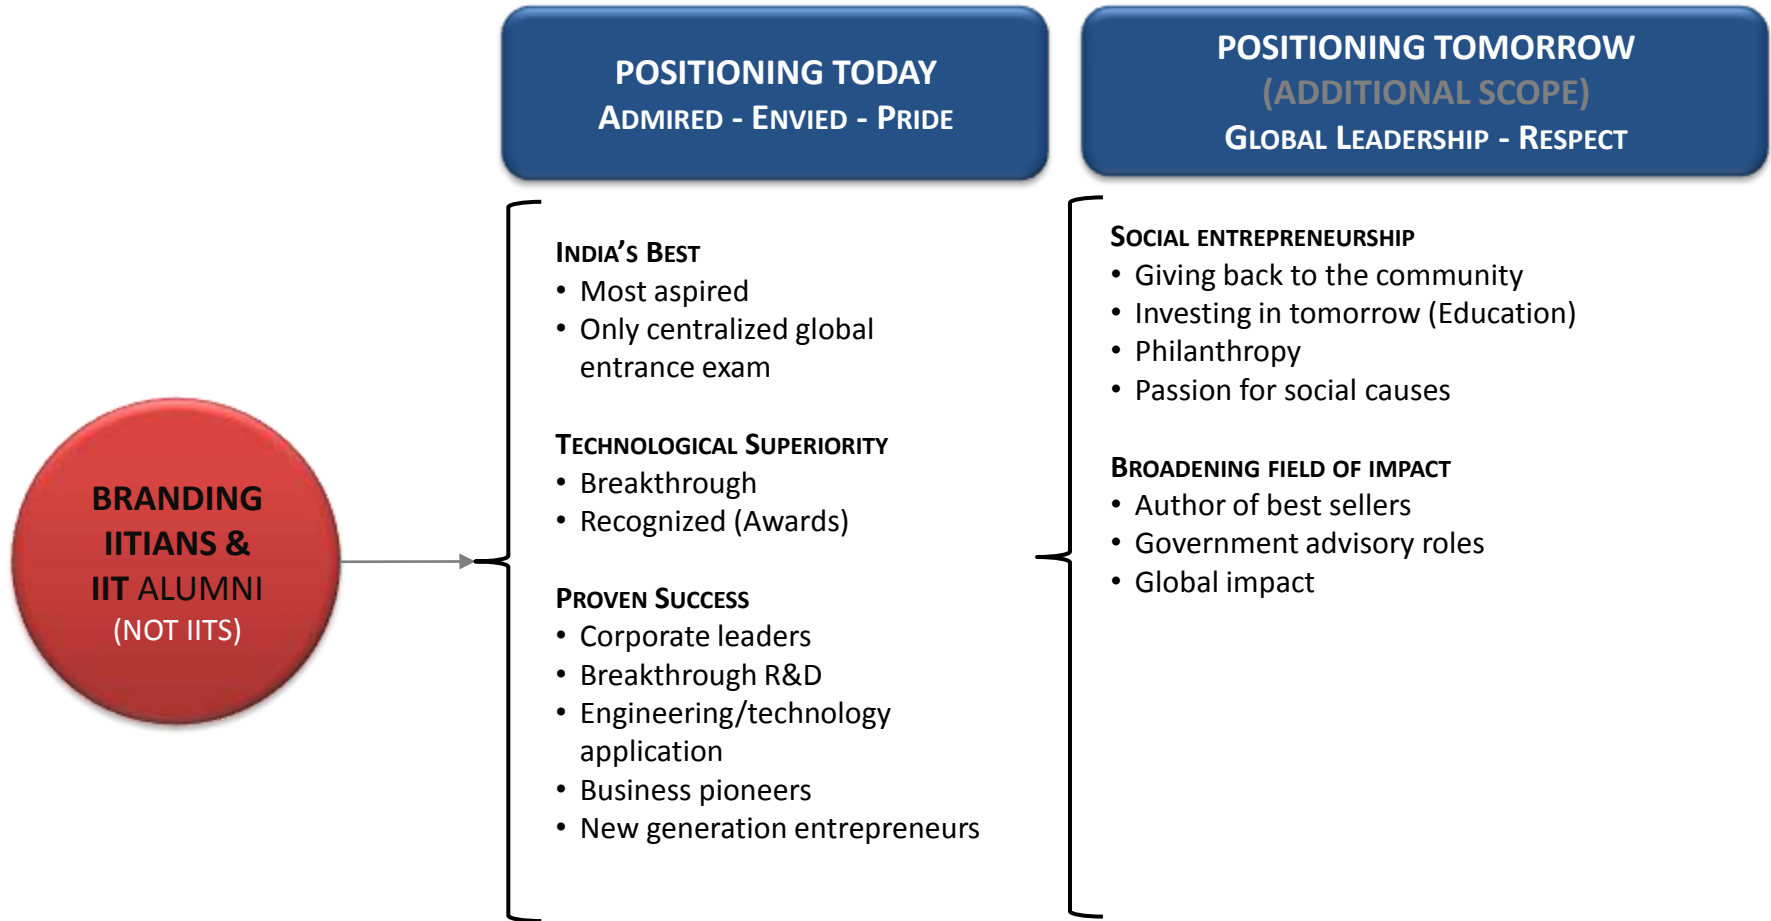 POSITIONING TODAY
ADMIRED - ENVIED - PRIDE
POSITIONING TOMORROW
(ADDITIONAL SCOPE)
GLOBAL LEADERSHIP - RESPECT
BRANDING
IITIANS &
IIT ALUMNI
(NOT IITS)
INDIA’S BEST
• Most aspired
• Only centralized global
entrance exam
TECHNOLOGICAL SUPERIORITY
• Breakthrough
• Recognized (Awards)
PROVEN SUCCESS
• Corporate leaders
• Breakthrough R&D
• Engineering/technology
application
• Business pioneers
• New generation entrepreneurs
SOCIAL ENTREPRENEURSHIP
• Giving back to the community
• Investing in tomorrow (Education)
• Philanthropy
• Passion for social causes
BROADENING FIELD OF IMPACT
• Author of best sellers
• Government advisory roles
• Global impact